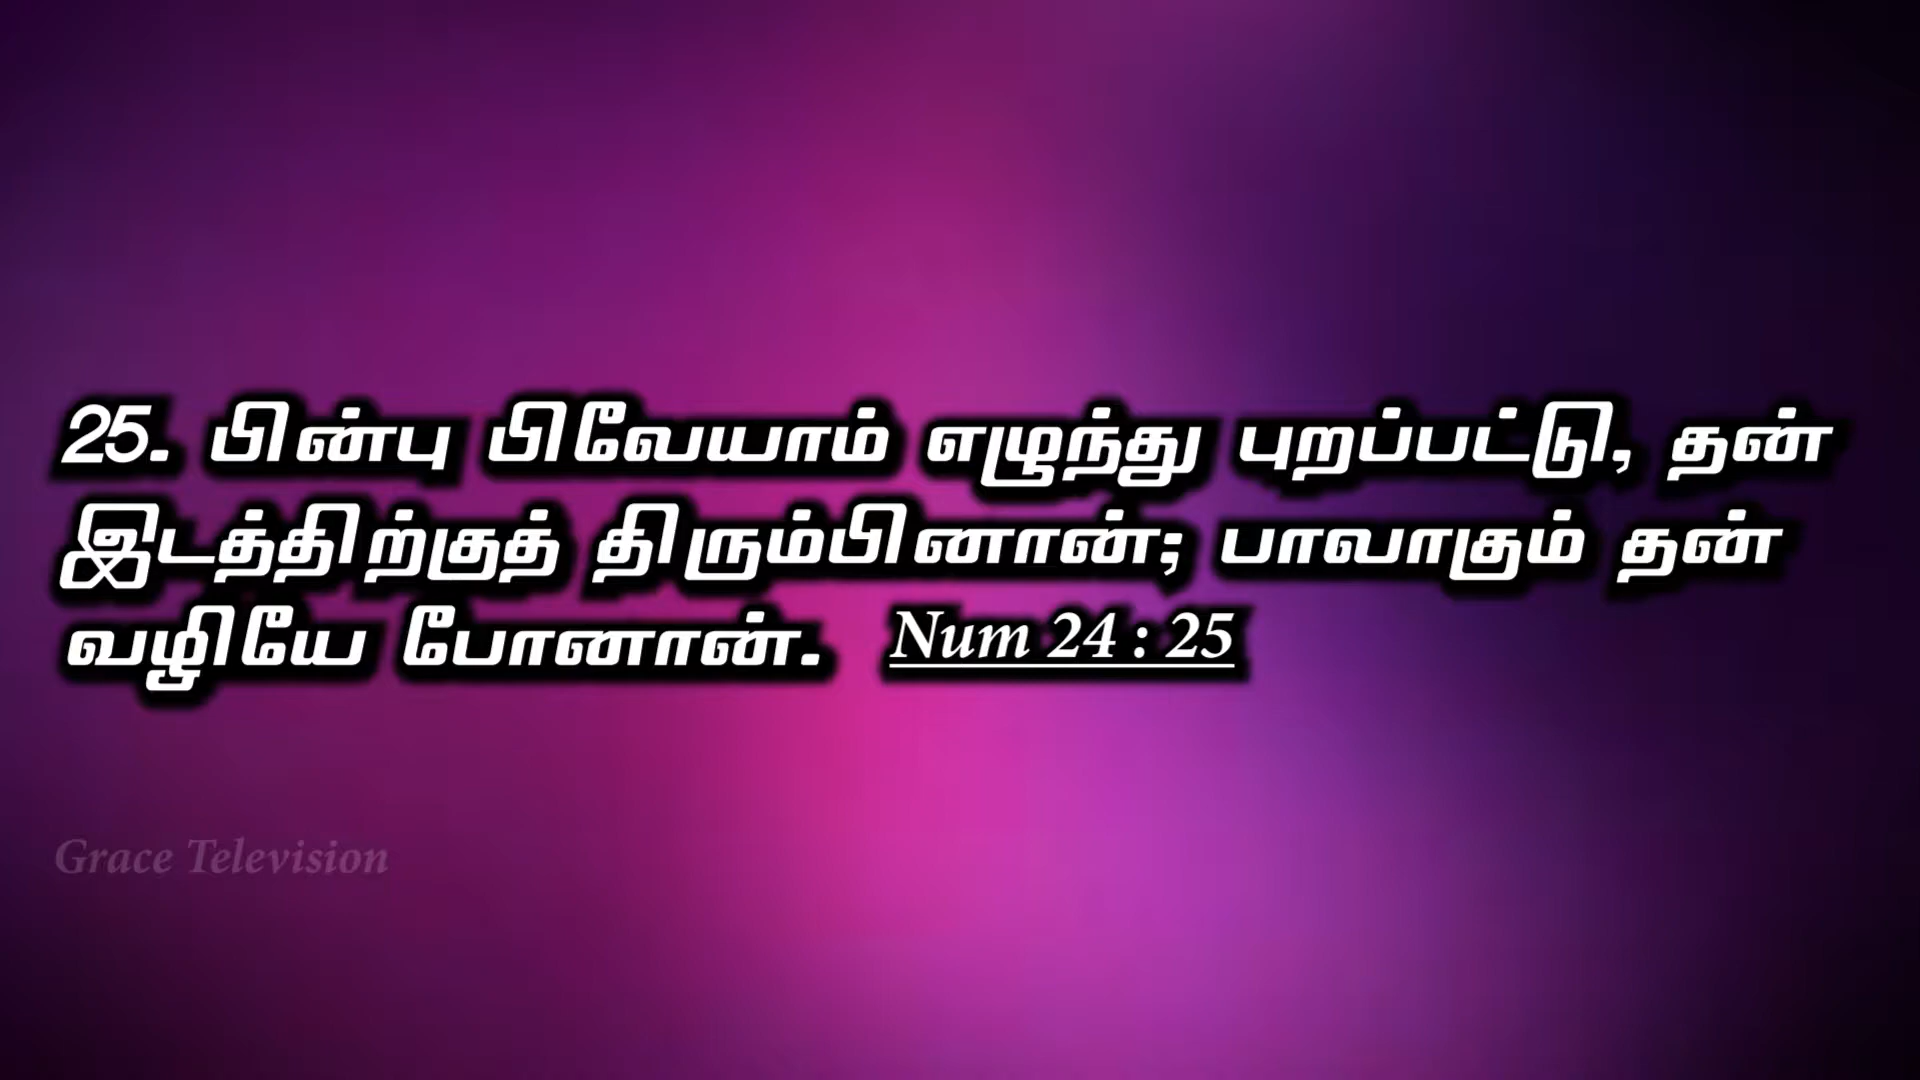 25. பின்பு பிலேயாம் எழுந்து புறப்பட்டு, தன்
இடத்திற்குத் திரும்பினான்; பாலாகும் தன்
வழியே போனான். Num 24 : 25
Grace Television